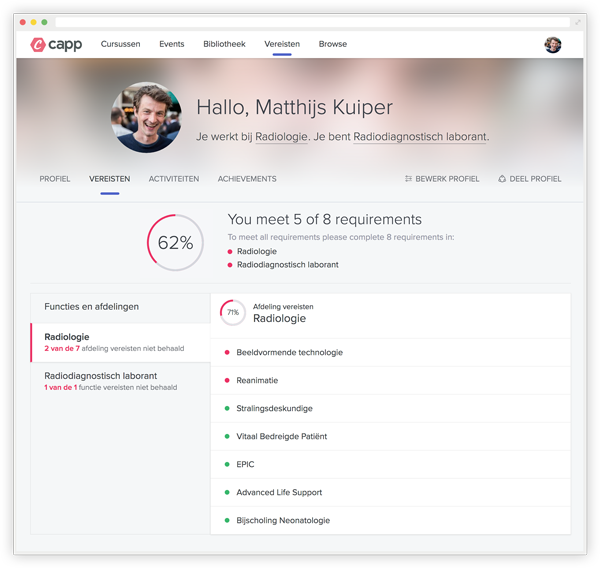 capp Cursussen Events Bibliotheek Vereisten Browse
Hallo, Matthijs Kuiper
Je werkt bij Radiologie. Je bent Radiodiagnostisch laborant.
PROFIEL VEREISTEN ACTIVITEITEN ACHIEVEMENTS BEWERK PROFIEL DEEL PROFIEL
62%
You meet 5 of 8 requirements
To meet all requirements please complete 8 requirements in:
Radiologie
Radiodiagnostisch laborant
Functies en afdelingen
Radiologie
2 van de 7 afdeling vereisten niet behaald
Radiodiagnostisch laborant
1 van de 1 functie vereisten niet behaald
71%
Afdeling vereisten
Radiologie
Beeldvormende technologie
Reanimatie
Stralingsdeskundige
Vitaal Bedreigde Patiënt
EPIC
Advanced Life Support
Bijscholing Neonatologie